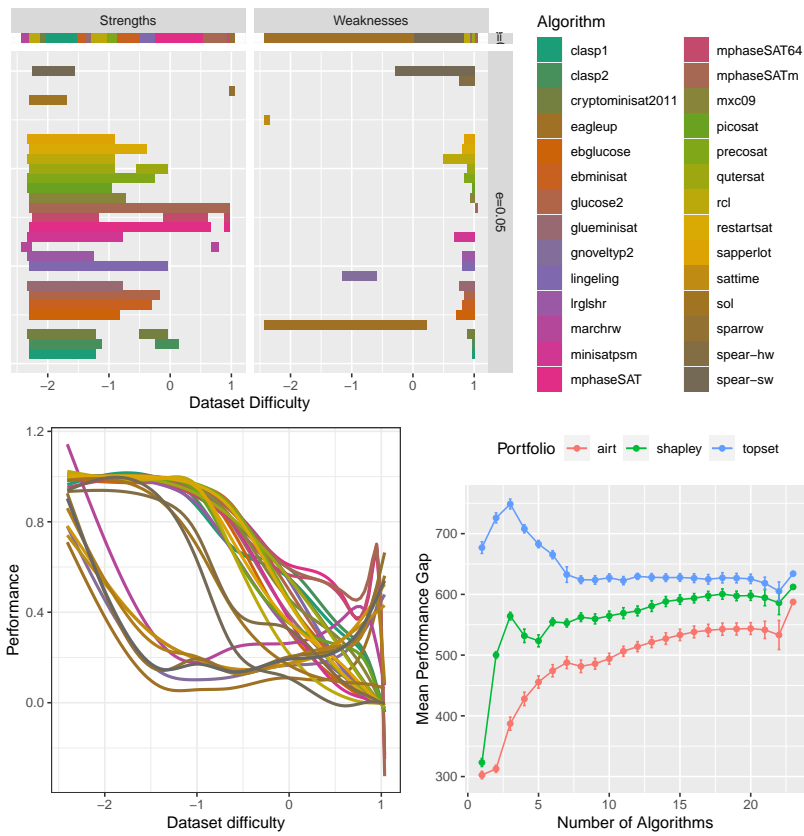 Strengths
Weaknesses
e=0.05
−2
−1
0
1
−2
−1
0
1
Dataset Difficulty
Algorithm
clasp1
clasp2
cryptominisat2011
eagleup
ebglucose
ebminisat
glucose2
glueminisat
gnoveltyp2
lingeling
lrglshr
marchrw
minisatpsm
mphaseSAT
mphaseSAT64
mphaseSATm
mxc09
picosat
precosat
qutersat
rcl
restartsat
sapperlot
sattime
sol
sparrow
spear−hw
spear−sw
Performance
1.2
0.8
0.4
0.0
−2
−1
0
1
Dataset difficulty
Portfolio airt shapley topset
Mean Performance Gap
700
600
500
400
300
0
5
10
15
20
Number of Algorithms